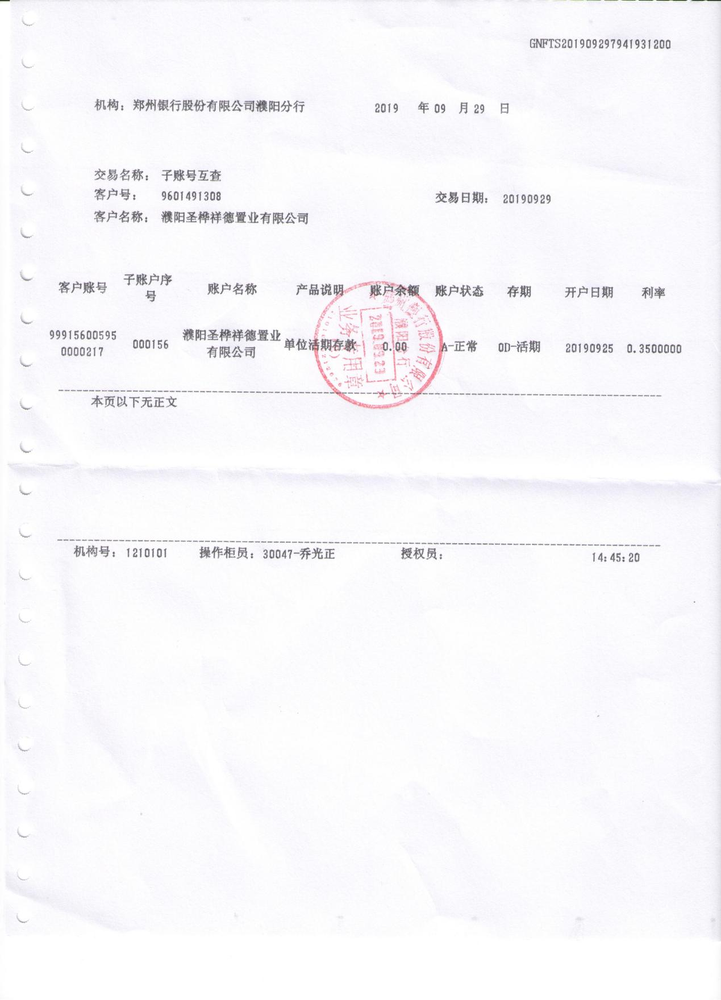 GNFTS201909297941931200
机构：郑州银行股份有限公司濮阳分行 2019 年 09 月 29 日
交易名称： 子账号互查
客户号： 9601491308 交易日期： 20190929
客户名称： 濮阳圣桦祥德置业有限公司
客户账号 子账户序号 账户名称 产品说明 账户余额 账户状态 存期 开户日期 利率
999156005950000217 000156 濮阳圣桦祥德置业有限公司 单位活期存款 0.00 A-正常 0D-活期 20190925 0.3500000
郑州银行股份有限公司
濮阳分行
业务专用章
本页以下无正文
机构号：1210101 操作柜员：30047-乔光正 授权员： 14:45:20